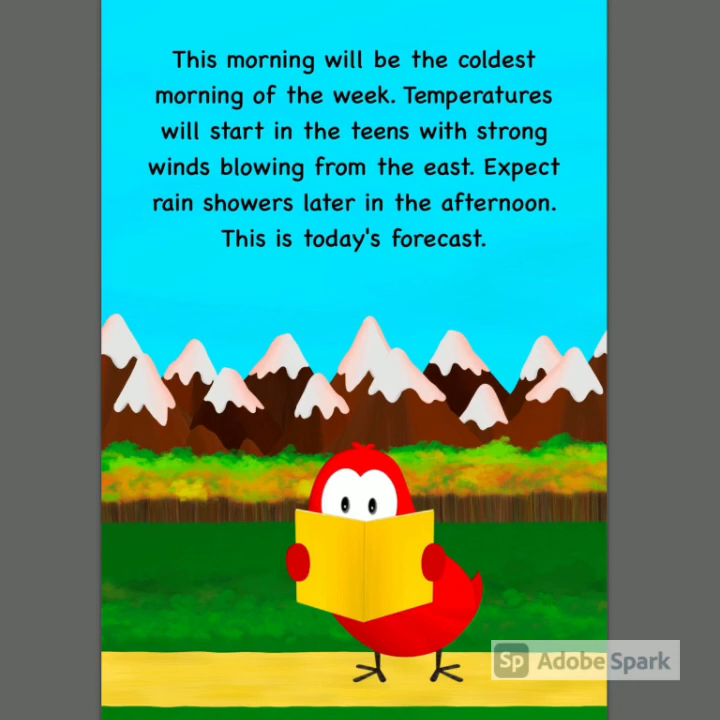 This morning will be the coldest
morning of the week. Temperatures
will start in the teens with strong
winds blowing from the east. Expect
rain showers later in the afternoon.
This is today's forecast.
Sp Adobe Spark